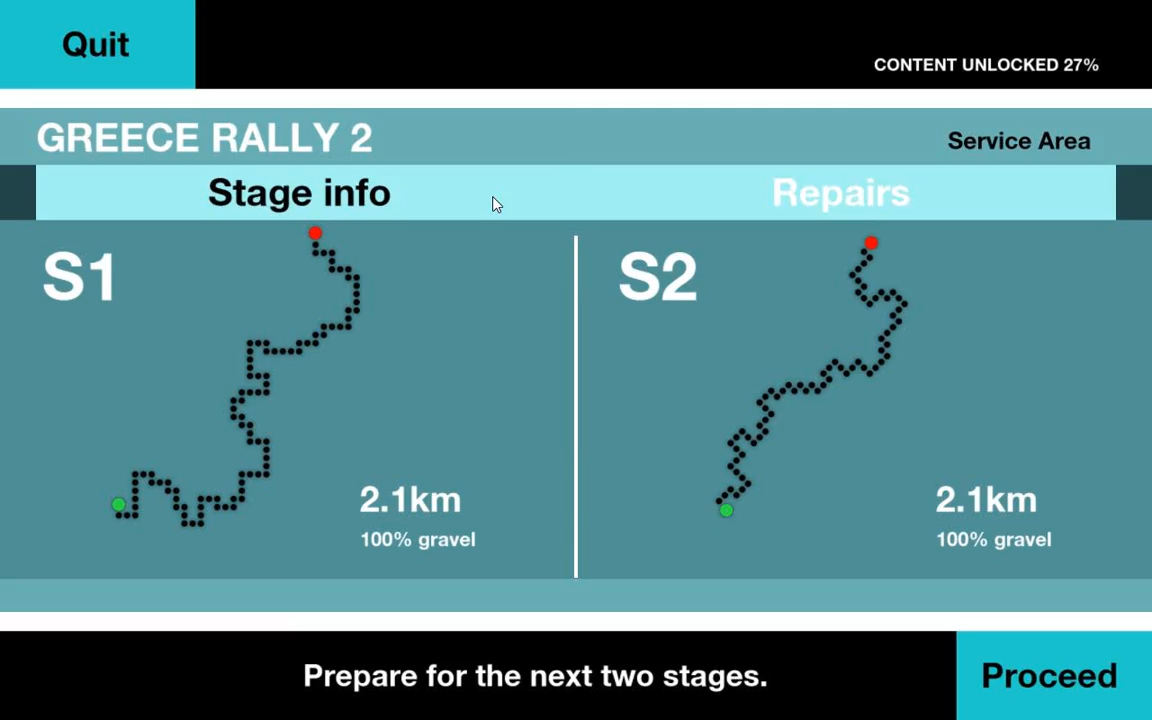 Quit
CONTENT UNLOCKED 27%
GREECE RALLY 2
Service Area
Stage info
Repairs
S1
S2
2.1km
100% gravel
2.1km
100% gravel
Prepare for the next two stages.
Proceed